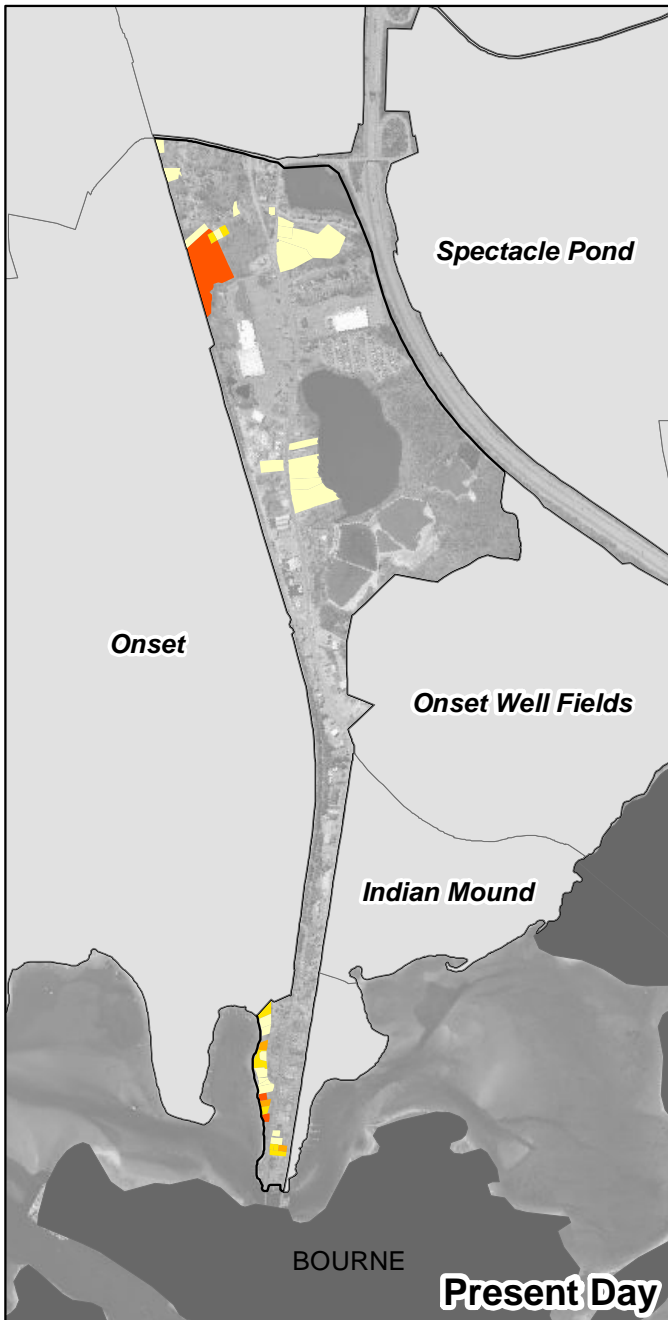 Spectacle Pond
Onset
Onset Well Fields
Indian Mound
BOURNE
Present Day